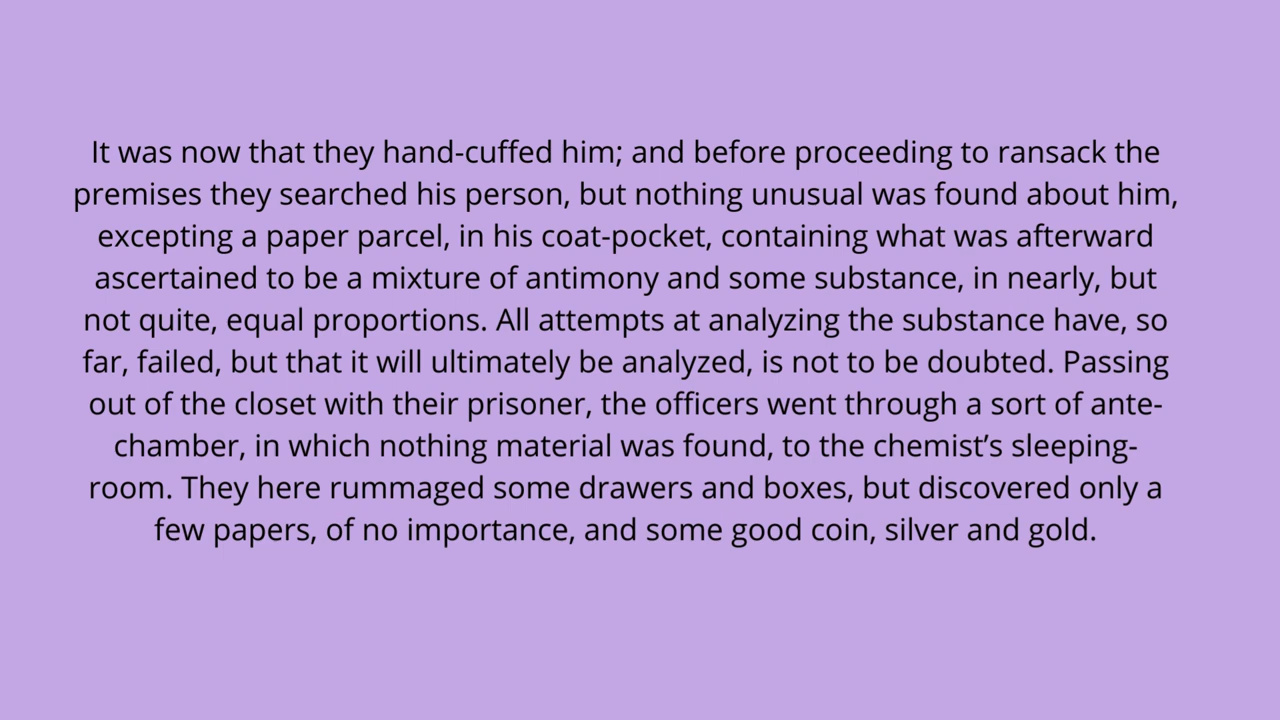 It was now that they hand-cuffed him; and before proceeding to ransack the
premises they searched his person, but nothing unusual was found about him,
excepting a paper parcel, in his coat-pocket, containing what was afterward
ascertained to be a mixture of antimony and some substance, in nearly, but
not quite, equal proportions. All attempts at analyzing the substance have, so
far, failed, but that it will ultimately be analyzed, is not to be doubted. Passing
out of the closet with their prisoner, the officers went through a sort of ante-
chamber, in which nothing material was found, to the chemist’s sleeping-
room. They here rummaged some drawers and boxes, but discovered only a
few papers, of no importance, and some good coin, silver and gold.